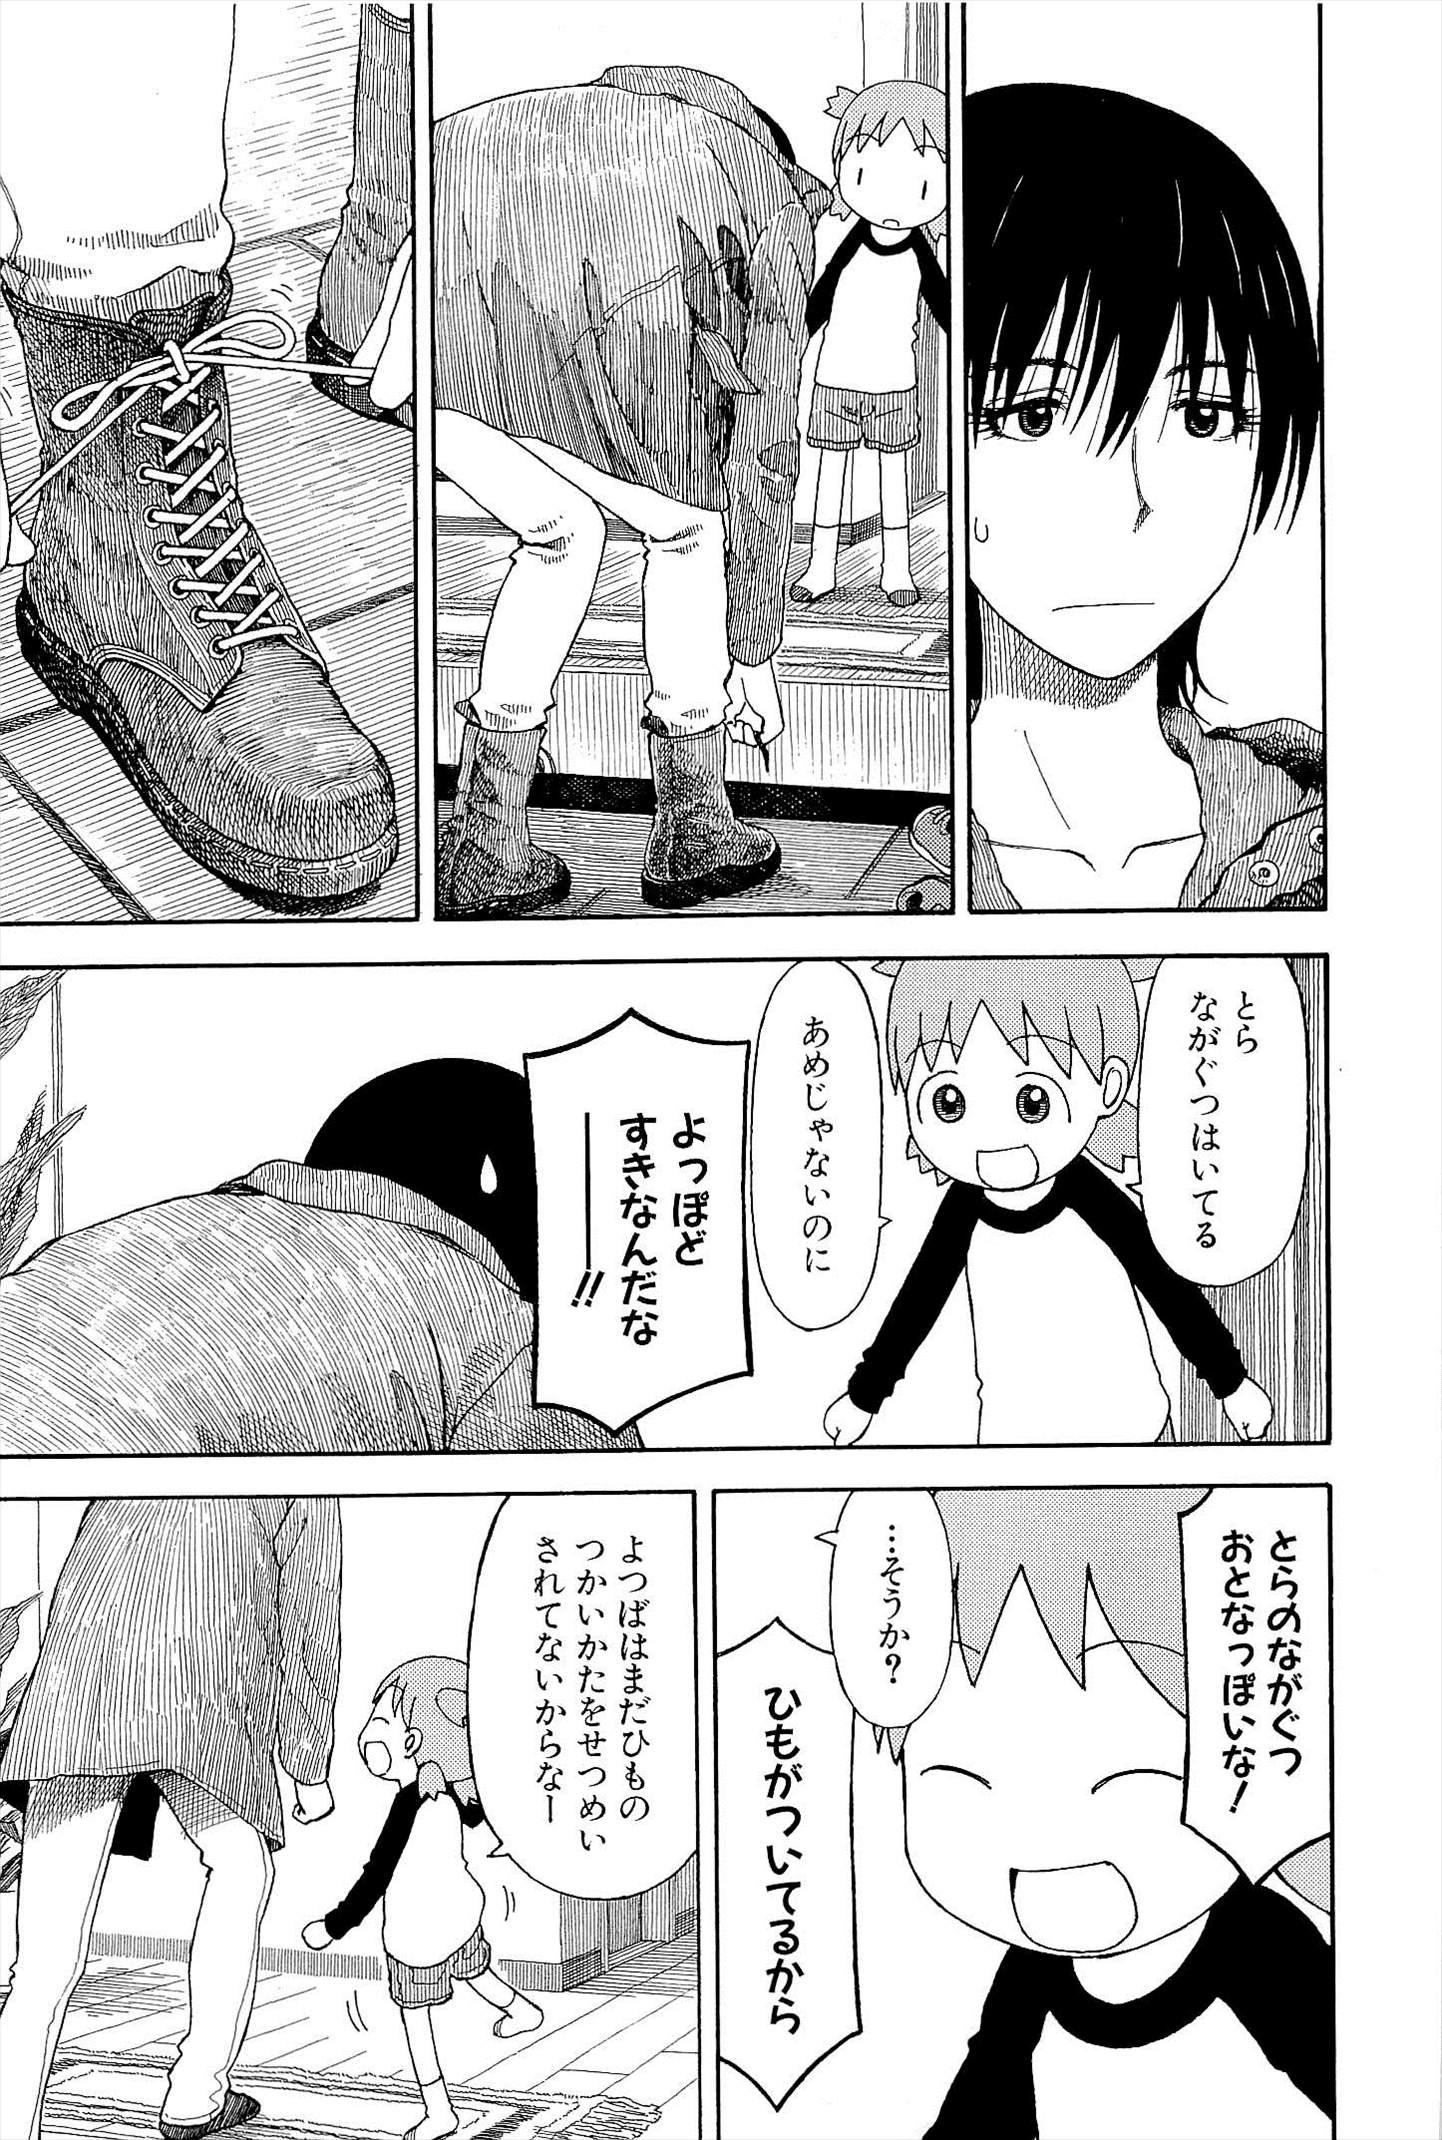 とら
ながぐつはいてる
あめじゃないのに
よっぽど
すきなんだな
――!!
とらのながぐつ
おとなっぽいな!
…そうか?
ひもがついてるから
よつばはまだひもの
つかいかたをせつめい
されてないからなー